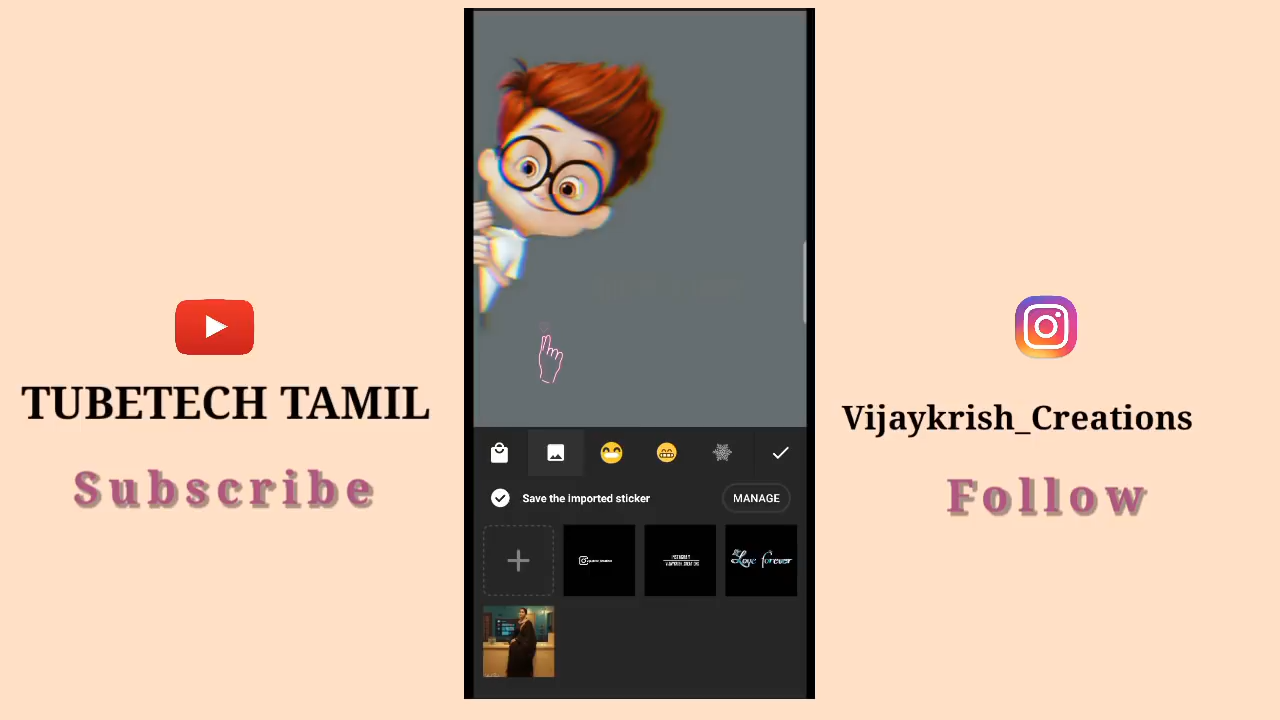 TUBETECH TAMIL
Subscribe
Save the imported sticker
MANAGE
Love forever
Vijaykrish_Creations
Follow